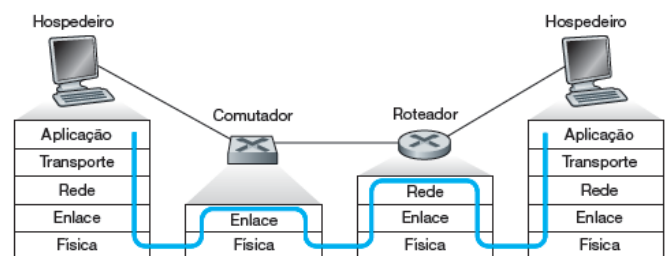 Hospedeiro
Hospedeiro
Comutador
Roteador
Aplicação
Transporte
Rede
Enlace
Física
Enlace
Física
Rede
Enlace
Física
Aplicação
Transporte
Rede
Enlace
Física